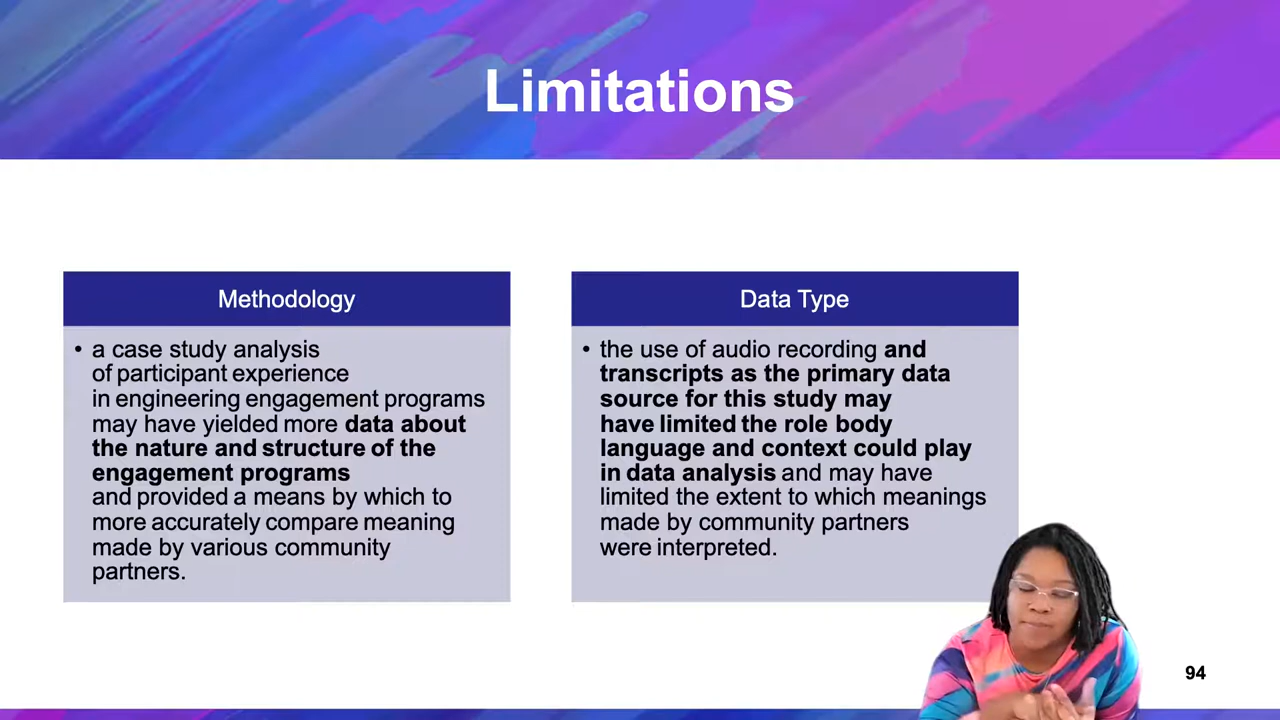 Limitations
Methodology
• a case study analysis
of participant experience
in engineering engagement programs
may have yielded more data about
the nature and structure of the
engagement programs
and provided a means by which to
more accurately compare meaning
made by various community
partners.
Data Type
• the use of audio recording and
transcripts as the primary data
source for this study may
have limited the role body
language and context could play
in data analysis and may have
limited the extent to which meanings
made by community partners
were interpreted.
94